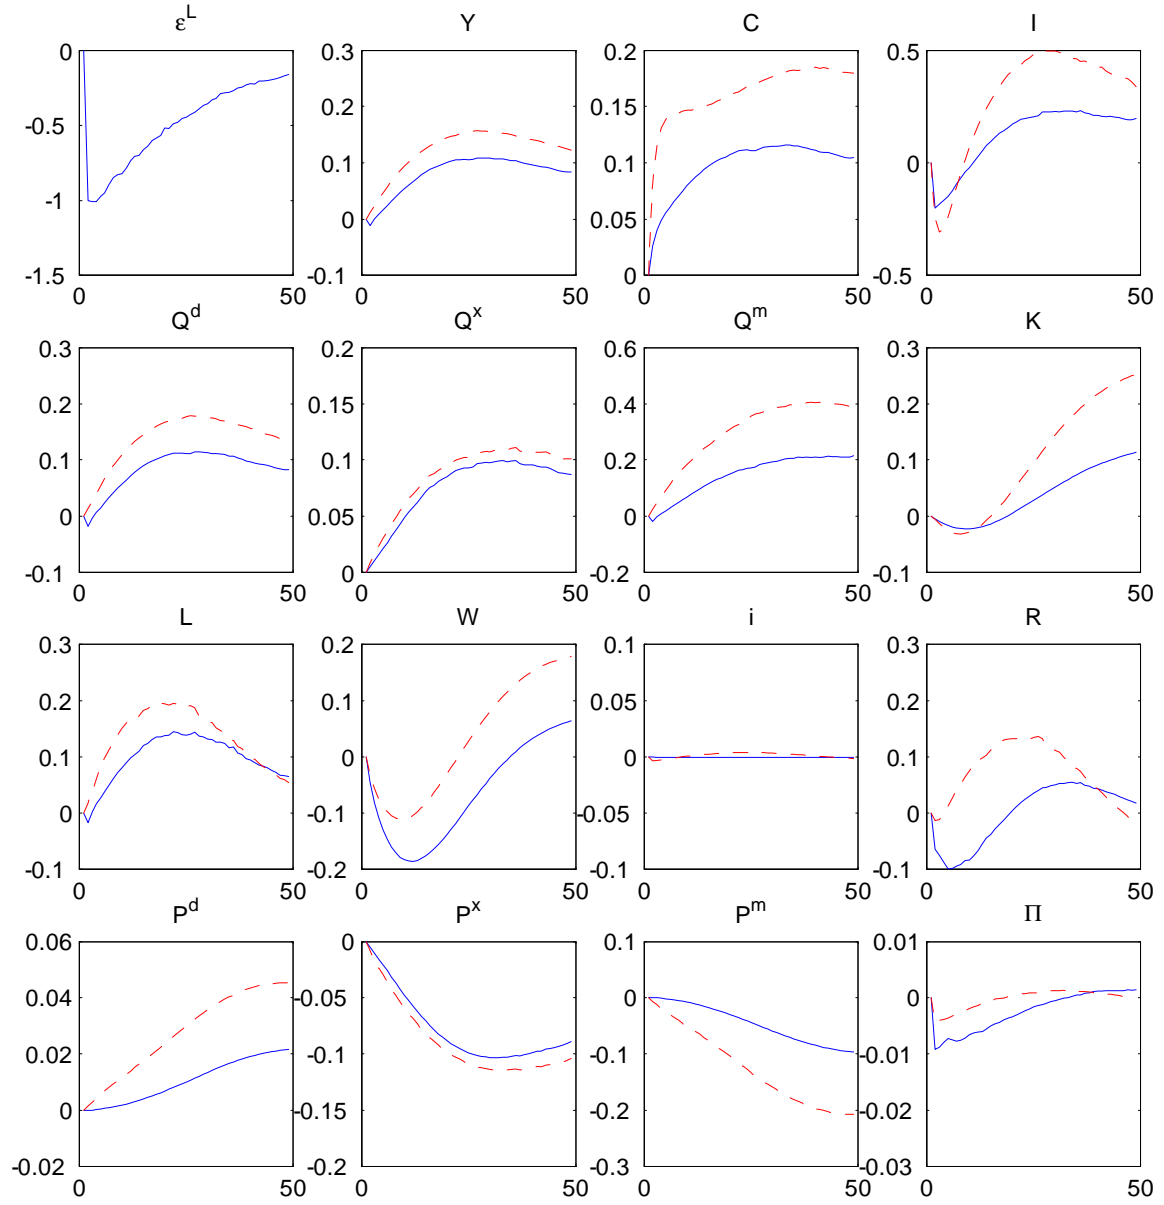 ε^L Y C I
0 0.3 0.2 0.5
-0.5 0.2 0.15
0.1 0.1 0
-1 0 0.05
-1.5 -0.1 0 -0.5
0 50 0 50 0 50 0 50
Q^d Q^x Q^m K
0.3 0.2 0.6 0.3
0.2 0.15 0.4 0.2
0.1 0.1 0.2 0.1
0 0.05 0 0
-0.1 0 -0.2 -0.1
0 50 0 50 0 50 0 50
L W i R
0.3 0.2 0.1 0.3
0.2 0.1 0.05 0.2
0.1 0 0 0.1
0 -0.1 -0.05 0
-0.1 -0.2 -0.1 -0.1
0 50 0 50 0 50 0 50
P^d P^x P^m Π
0.06 0 0.1 0.01
0.04 -0.05 0 0
0.02 -0.1 -0.1 -0.01
0 -0.15 -0.2 -0.02
-0.02 -0.2 -0.3 -0.03
0 50 0 50 0 50 0 50